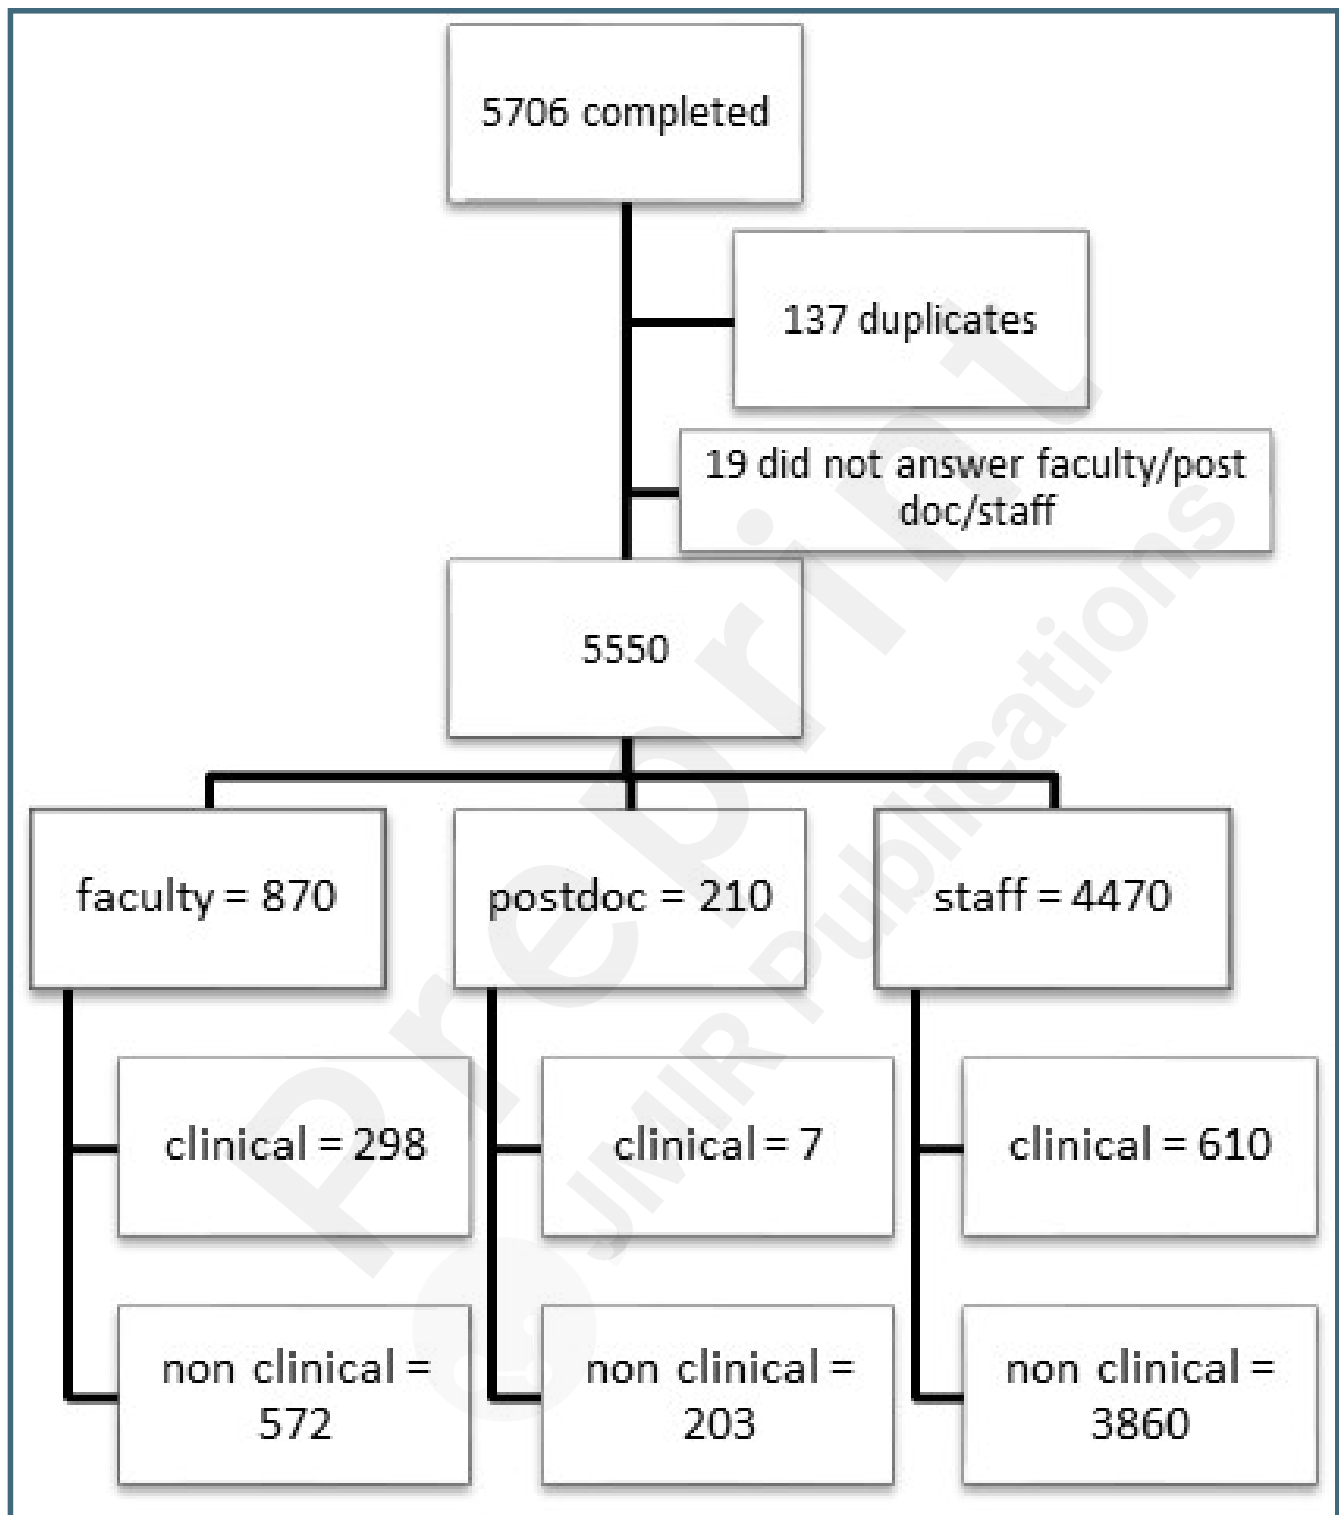 5706 completed
137 duplicates
19 did not answer faculty/post
doc/staff
5550
faculty = 870
postdoc = 210
staff = 4470
clinical = 298
clinical = 7
clinical = 610
non clinical =
572
non clinical =
203
non clinical =
3860
Preprint
JMIR Publications